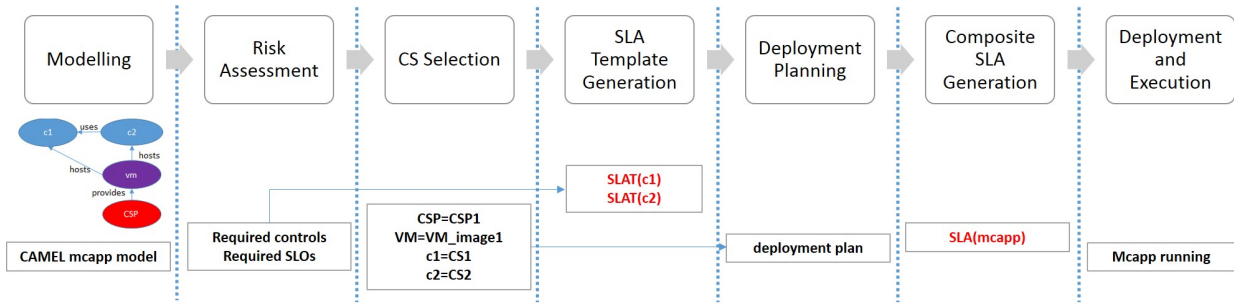 Modelling
Risk
Assessment
CS Selection
SLA
Template
Generation
Deployment
Planning
Composite
SLA
Generation
Deployment
and
Execution
c1
uses
c2
hosts
hosts
vm
provides
CSP
CAMEL mcapp model
Required controls
Required SLOs
CSP=CSP1
VM=VM_image1
c1=CS1
c2=CS2
SLAT(c1)
SLAT(c2)
deployment plan
SLA(mcapp)
Mcapp running